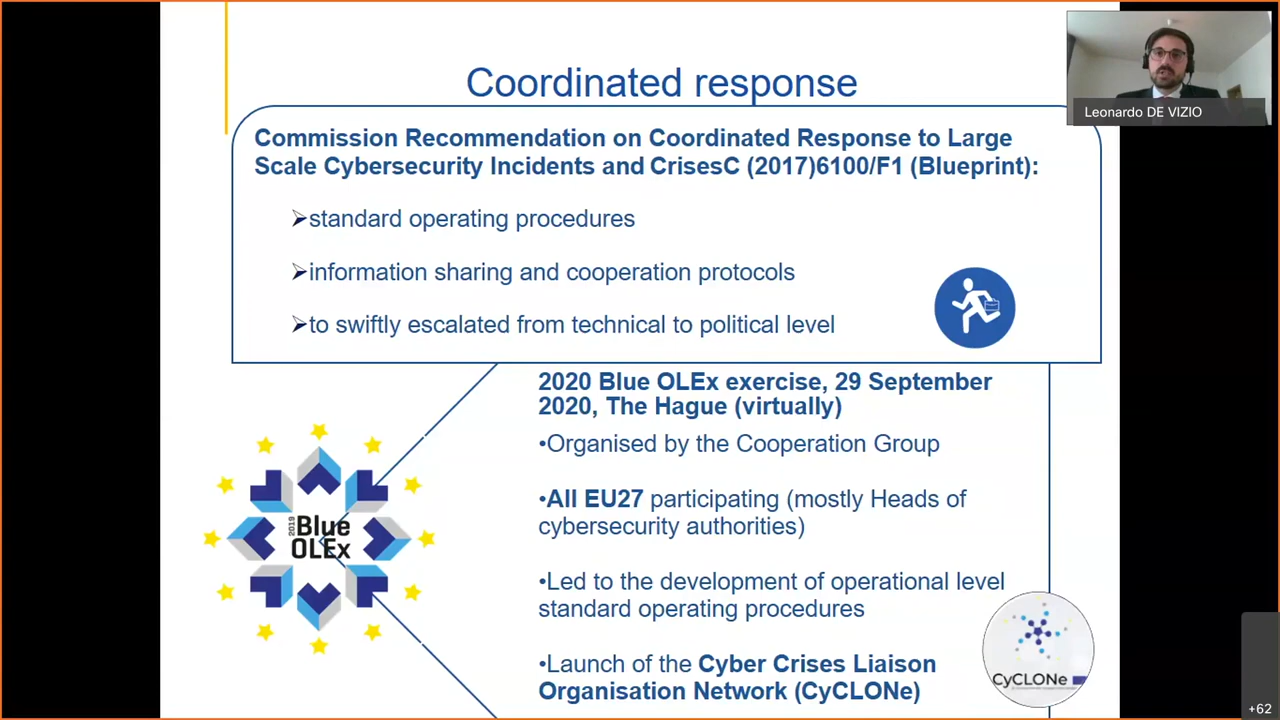 Coordinated response
Leonardo DE VIZIO
Commission Recommendation on Coordinated Response to Large
Scale Cybersecurity Incidents and CrisesC (2017)6100/F1 (Blueprint):
➢standard operating procedures
➢information sharing and cooperation protocols
➢to swiftly escalated from technical to political level
2020 Blue OLEx exercise, 29 September
2020, The Hague (virtually)
•Organised by the Cooperation Group
•All EU27 participating (mostly Heads of
cybersecurity authorities)
•Led to the development of operational level
standard operating procedures
•Launch of the Cyber Crises Liaison
Organisation Network (CyCLONe)
2019
Blue
OLEx
CyCLONe
+62